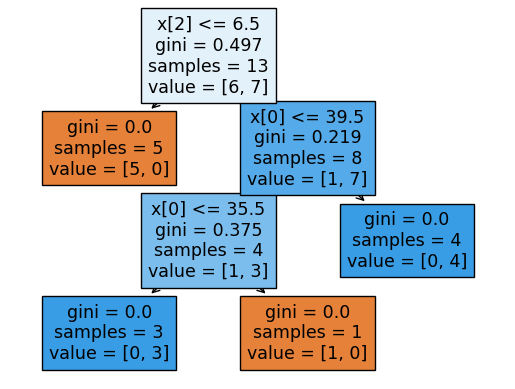 x[2] <= 6.5
gini = 0.497
samples = 13
value = [6, 7]
gini = 0.0
samples = 5
value = [5, 0]
x[0] <= 39.5
gini = 0.219
samples = 8
value = [1, 7]
x[0] <= 35.5
gini = 0.375
samples = 4
value = [1, 3]
gini = 0.0
samples = 4
value = [0, 4]
gini = 0.0
samples = 3
value = [0, 3]
gini = 0.0
samples = 1
value = [1, 0]